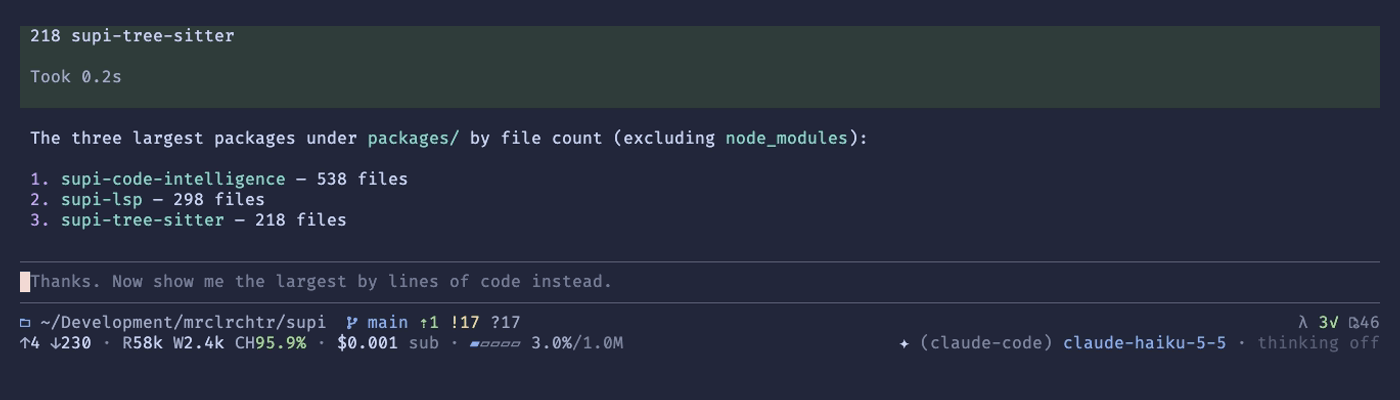 218 supi-tree-sitter
Took 0.2s
The three largest packages under packages/ by file count (excluding node_modules):
1. supi-code-intelligence — 538 files
2. supi-lsp — 298 files
3. supi-tree-sitter — 218 files
Thanks. Now show me the largest by lines of code instead.
~/Development/mrclrchtr/supi main ↑1 !17 ?17 λ 3√ 46
↑4 ↓230 · R58k W2.4k CH95.9% · $0.001 sub · ▰▱▱▱▱ 3.0%/1.0M ✦ (claude-code) claude-haiku-5-5 · thinking off